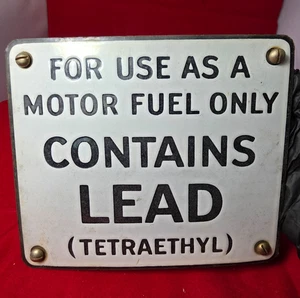 FOR USE AS A
MOTOR FUEL ONLY
CONTAINS
LEAD
(TETRAETHYL)